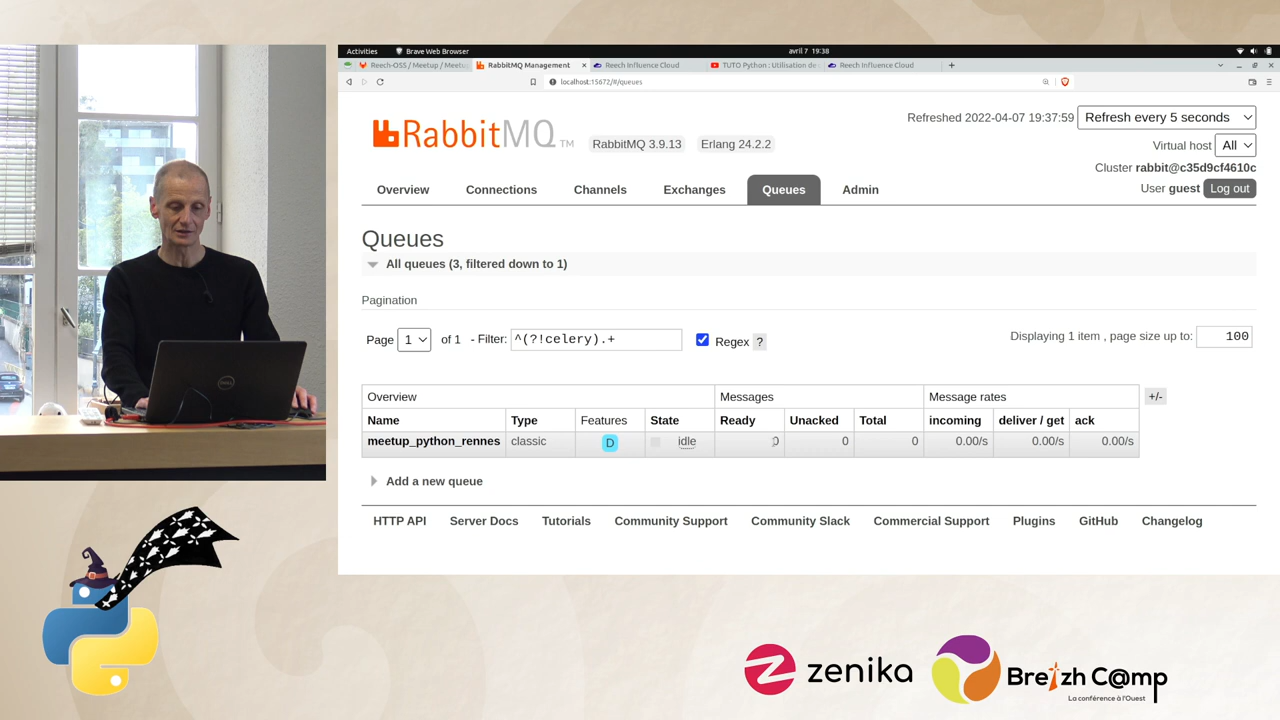 Activities Brave Web Browser avril 7 19:38
Reech-OSS / Meetup / Meetu RabbitMQ Management Reech Influence Cloud TUTO Python : Utilisation de Reech Influence Cloud
localhost:15672/#/queues
RabbitMQ TM RabbitMQ 3.9.13 Erlang 24.2.2
Refreshed 2022-04-07 19:37:59 Refresh every 5 seconds
Virtual host All
Cluster rabbit@c35d9cf4610c
User guest Log out
Overview Connections Channels Exchanges Queues Admin
Queues
All queues (3, filtered down to 1)
Pagination
Page 1 of 1 - Filter: ^(?!celery).+ Regex ? Displaying 1 item , page size up to: 100
Overview Messages Message rates +/-
Name Type Features State Ready Unacked Total incoming deliver / get ack
meetup_python_rennes classic D idle 0 0 0 0.00/s 0.00/s 0.00/s
Add a new queue
HTTP API Server Docs Tutorials Community Support Community Slack Commercial Support Plugins GitHub Changelog
DELL
zenika
Breizh C@mp
La conférence à l'Ouest